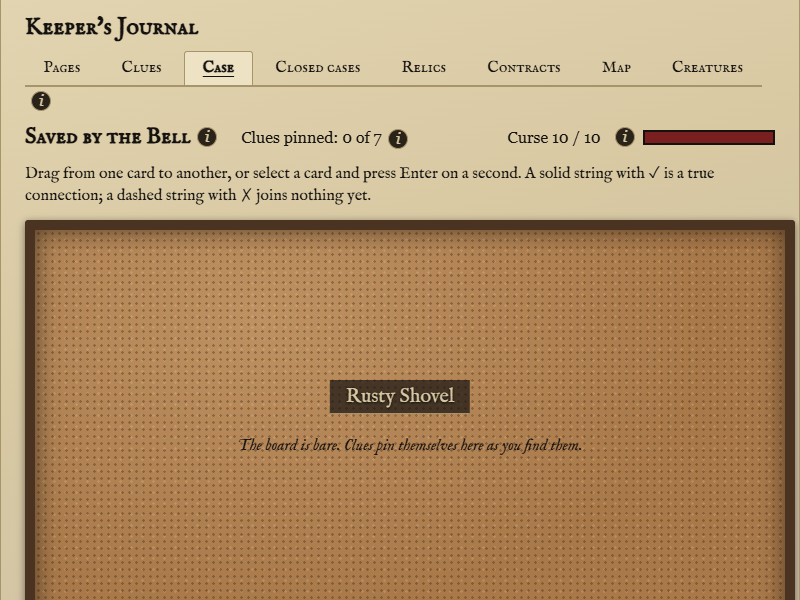 Keeper's Journal
Pages Clues Case Closed cases Relics Contracts Map Creatures
i
Saved by the Bell i Clues pinned: 0 of 7 i Curse 10 / 10 i
Drag from one card to another, or select a card and press Enter on a second. A solid string with ✓ is a true
connection; a dashed string with ✗ joins nothing yet.
Rusty Shovel
The board is bare. Clues pin themselves here as you find them.